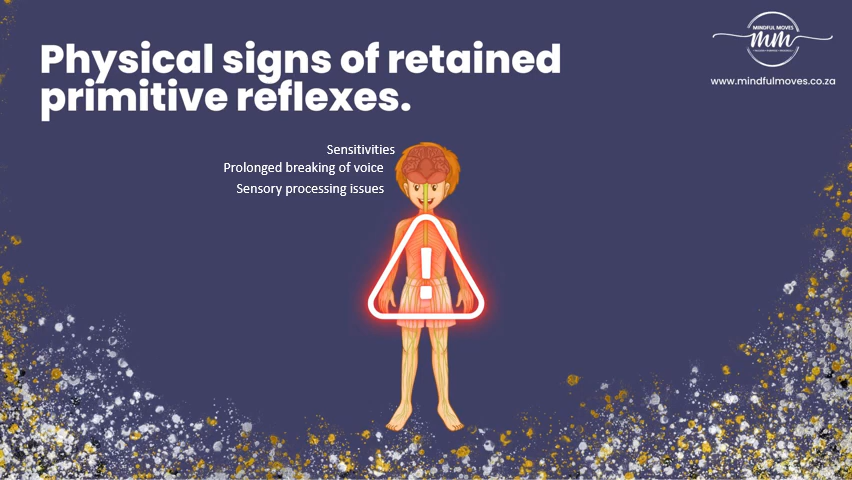 Physical signs of retained
primitive reflexes.
MINDFUL MOVES
mm
www.mindfulmoves.co.za
Sensitivities
Prolonged breaking of voice
Sensory processing issues
!